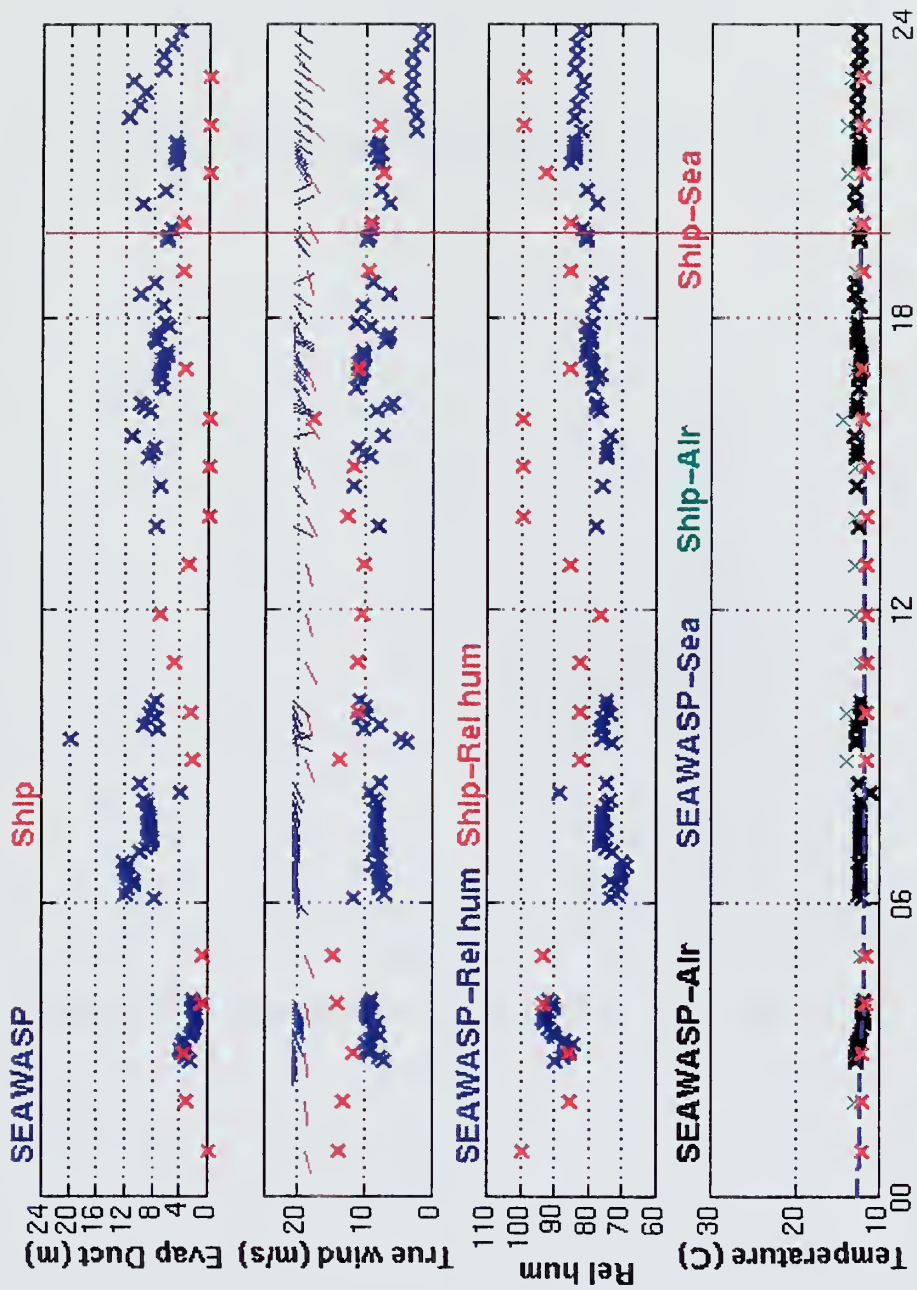 SEAWASP Ship
24
20
16
12
8
4
0
Evap Duct (m)
20
10
0
True wind (m/s)
SEAWASP-Rel hum Ship-Rel hum
110
100
90
80
70
60
Rel hum
SEAWASP-Air SEAWASP-Sea Ship-Air Ship-Sea
30
20
10
Temperature (C)
00 06 12 18 24